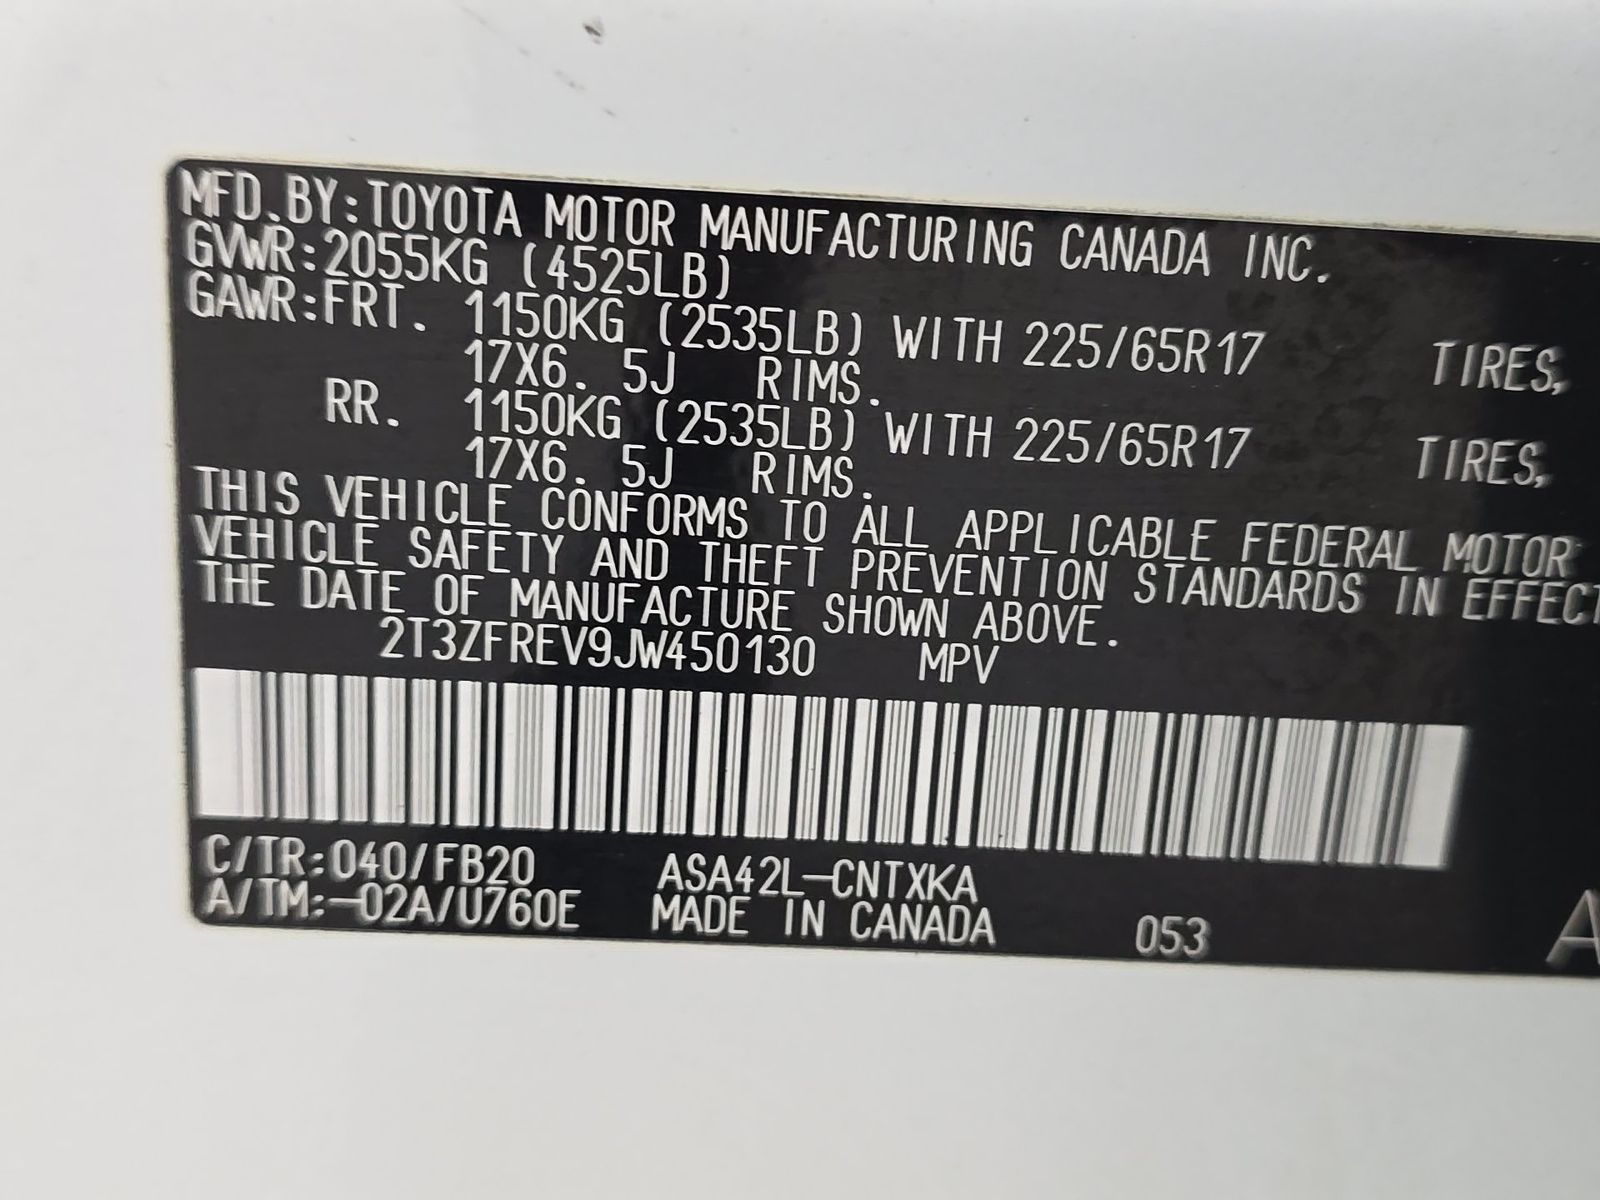 MFD.BY:TOYOTA MOTOR MANUFACTURING CANADA INC.
GVWR:2055KG (4525LB)
GAWR:FRT. 1150KG (2535LB) WITH 225/65R17 TIRES,
17X6.5J RIMS.
RR. 1150KG (2535LB) WITH 225/65R17 TIRES,
17X6.5J RIMS.
THIS VEHICLE CONFORMS TO ALL APPLICABLE FEDERAL MOTOR
VEHICLE SAFETY AND THEFT PREVENTION STANDARDS IN EFFECT
THE DATE OF MANUFACTURE SHOWN ABOVE.
2T3ZFREV9JW450130 MPV
C/TR:040/FB20 ASA42L-CNTXKA
A/TM:-02A/U760E MADE IN CANADA 053 A